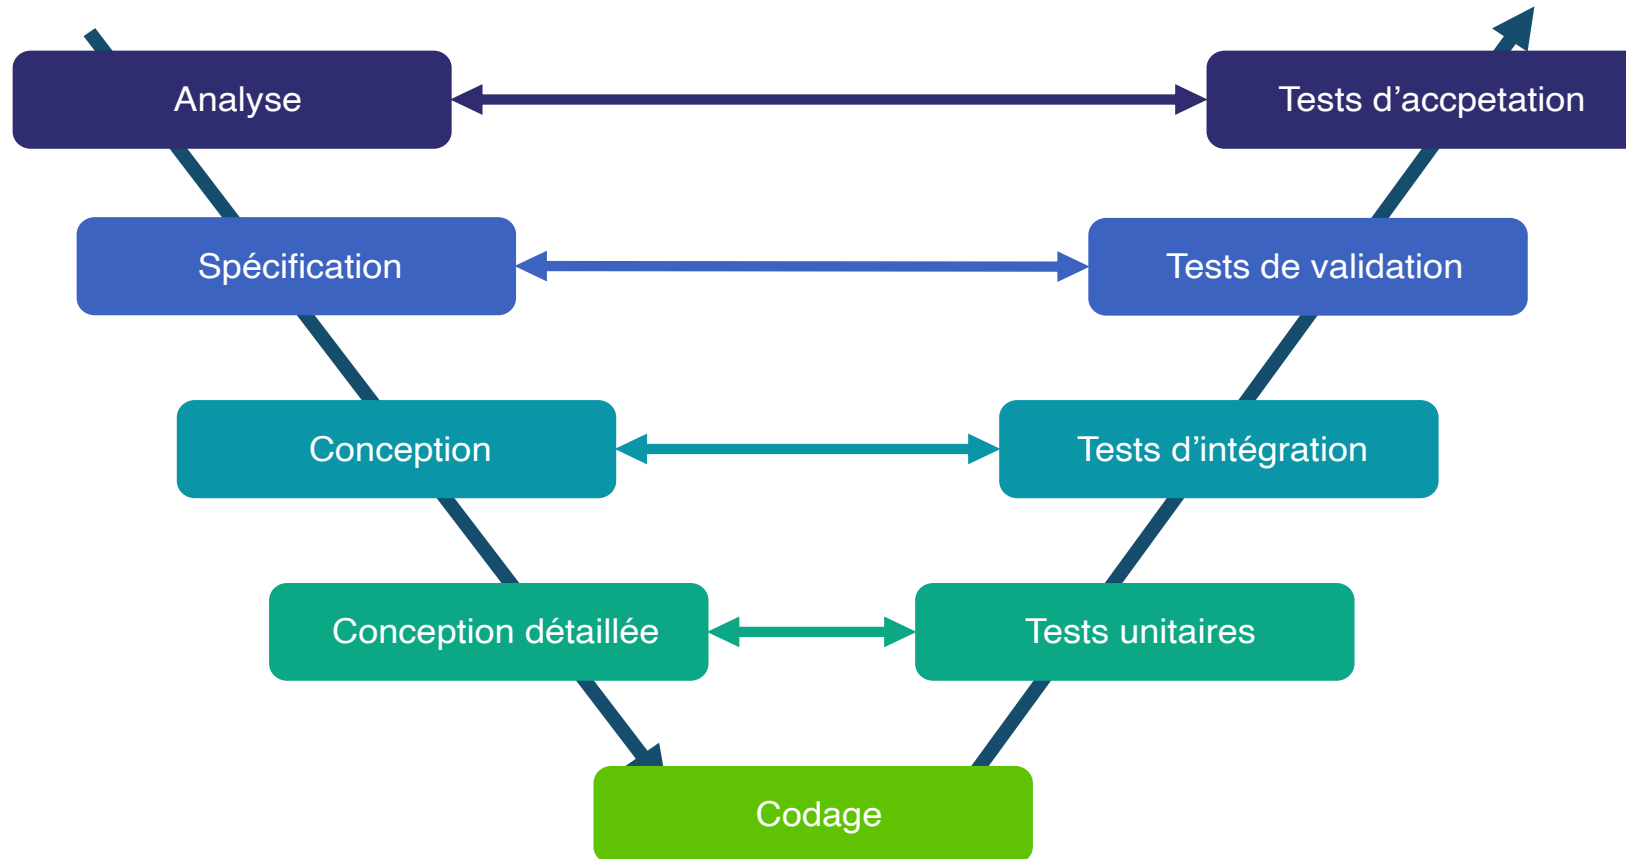 Analyse
Tests d’accpetation
Spécification
Tests de validation
Conception
Tests d’intégration
Conception détaillée
Tests unitaires
Codage